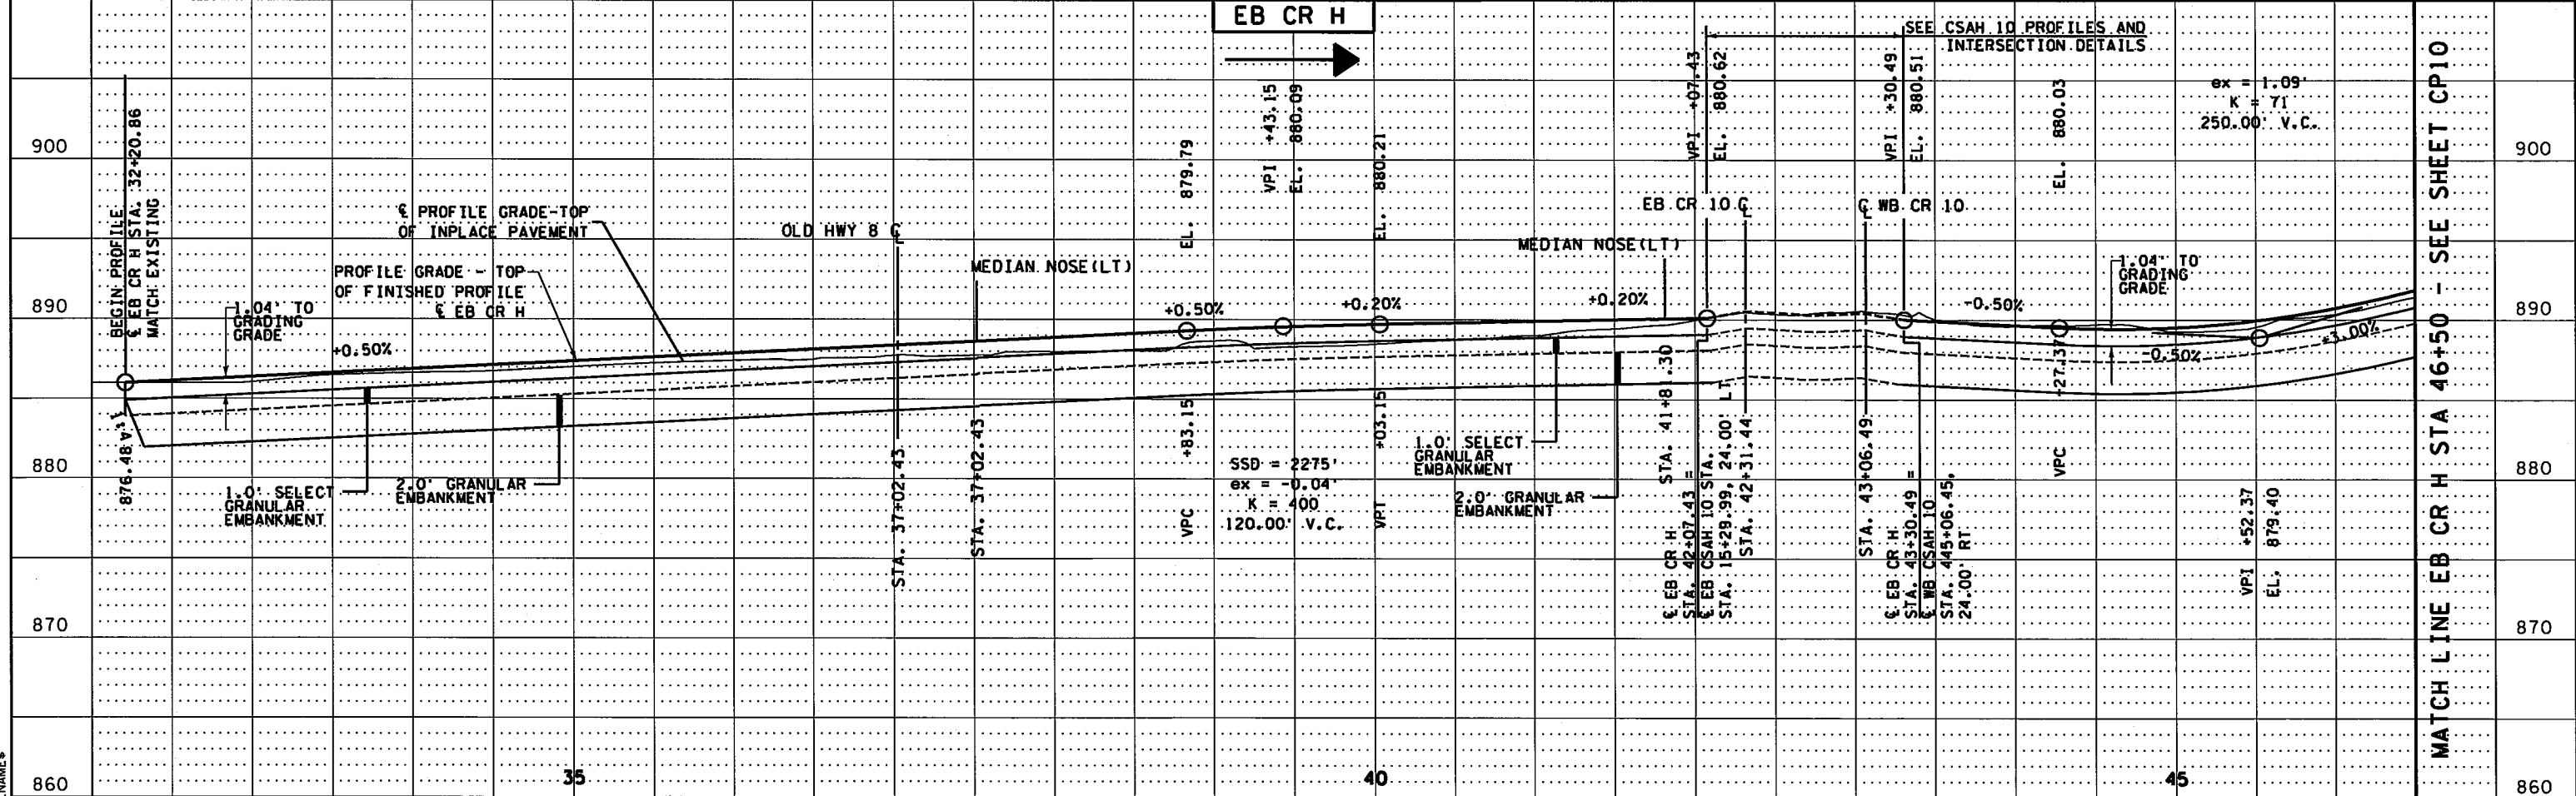 EB CR H
SEE CSAH 10 PROFILES AND
INTERSECTION DETAILS
900
890
880
870
860
BEGIN PROFILE
℄ EB CR H STA. 32+20.86
MATCH EXISTING
1.04' TO
GRADING
GRADE
+0.50%
℄ PROFILE GRADE-TOP
OF INPLACE PAVEMENT
PROFILE GRADE - TOP
OF FINISHED PROFILE
℄ EB CR H
OLD HWY 8 ℄
MEDIAN NOSE(LT)
EL. 879.79
+0.50%
VPI +43.15
EL. 880.09
EL. 880.21
+0.20%
MEDIAN NOSE(LT)
+0.20%
VPI +07.43
EL. 880.62
EB CR 10 ℄
℄ WB CR 10
VPI +30.49
EL. 880.51
EL. 880.03
-0.50%
1.04' TO
GRADING
GRADE
ex = 1.09'
K = 71
250.00' V.C.
-0.50%
+3.00%
876.48
1.0' SELECT
GRANULAR
EMBANKMENT
2.0' GRANULAR
EMBANKMENT
STA. 37+02.43
STA. 37+02.43
VPC +83.15
SSD = 2275'
ex = -0.04'
K = 400
120.00' V.C.
VPT +03.15
1.0' SELECT
GRANULAR
EMBANKMENT
2.0' GRANULAR
EMBANKMENT
STA. 41+81.30
℄ EB CR H
STA. 42+07.43 =
℄ EB CSAH 10 STA.
STA. 15+29.99, 24.00' LT
STA. 42+31.44
STA. 43+06.49
℄ EB CR H
STA. 43+30.49 =
℄ WB CSAH 10
STA. 445+06.45,
24.00' RT
VPC +27.37
VPI +52.37
EL. 879.40
MATCH LINE EB CR H STA 46+50 - SEE SHEET CP10
900
890
880
870
860
35
40
45